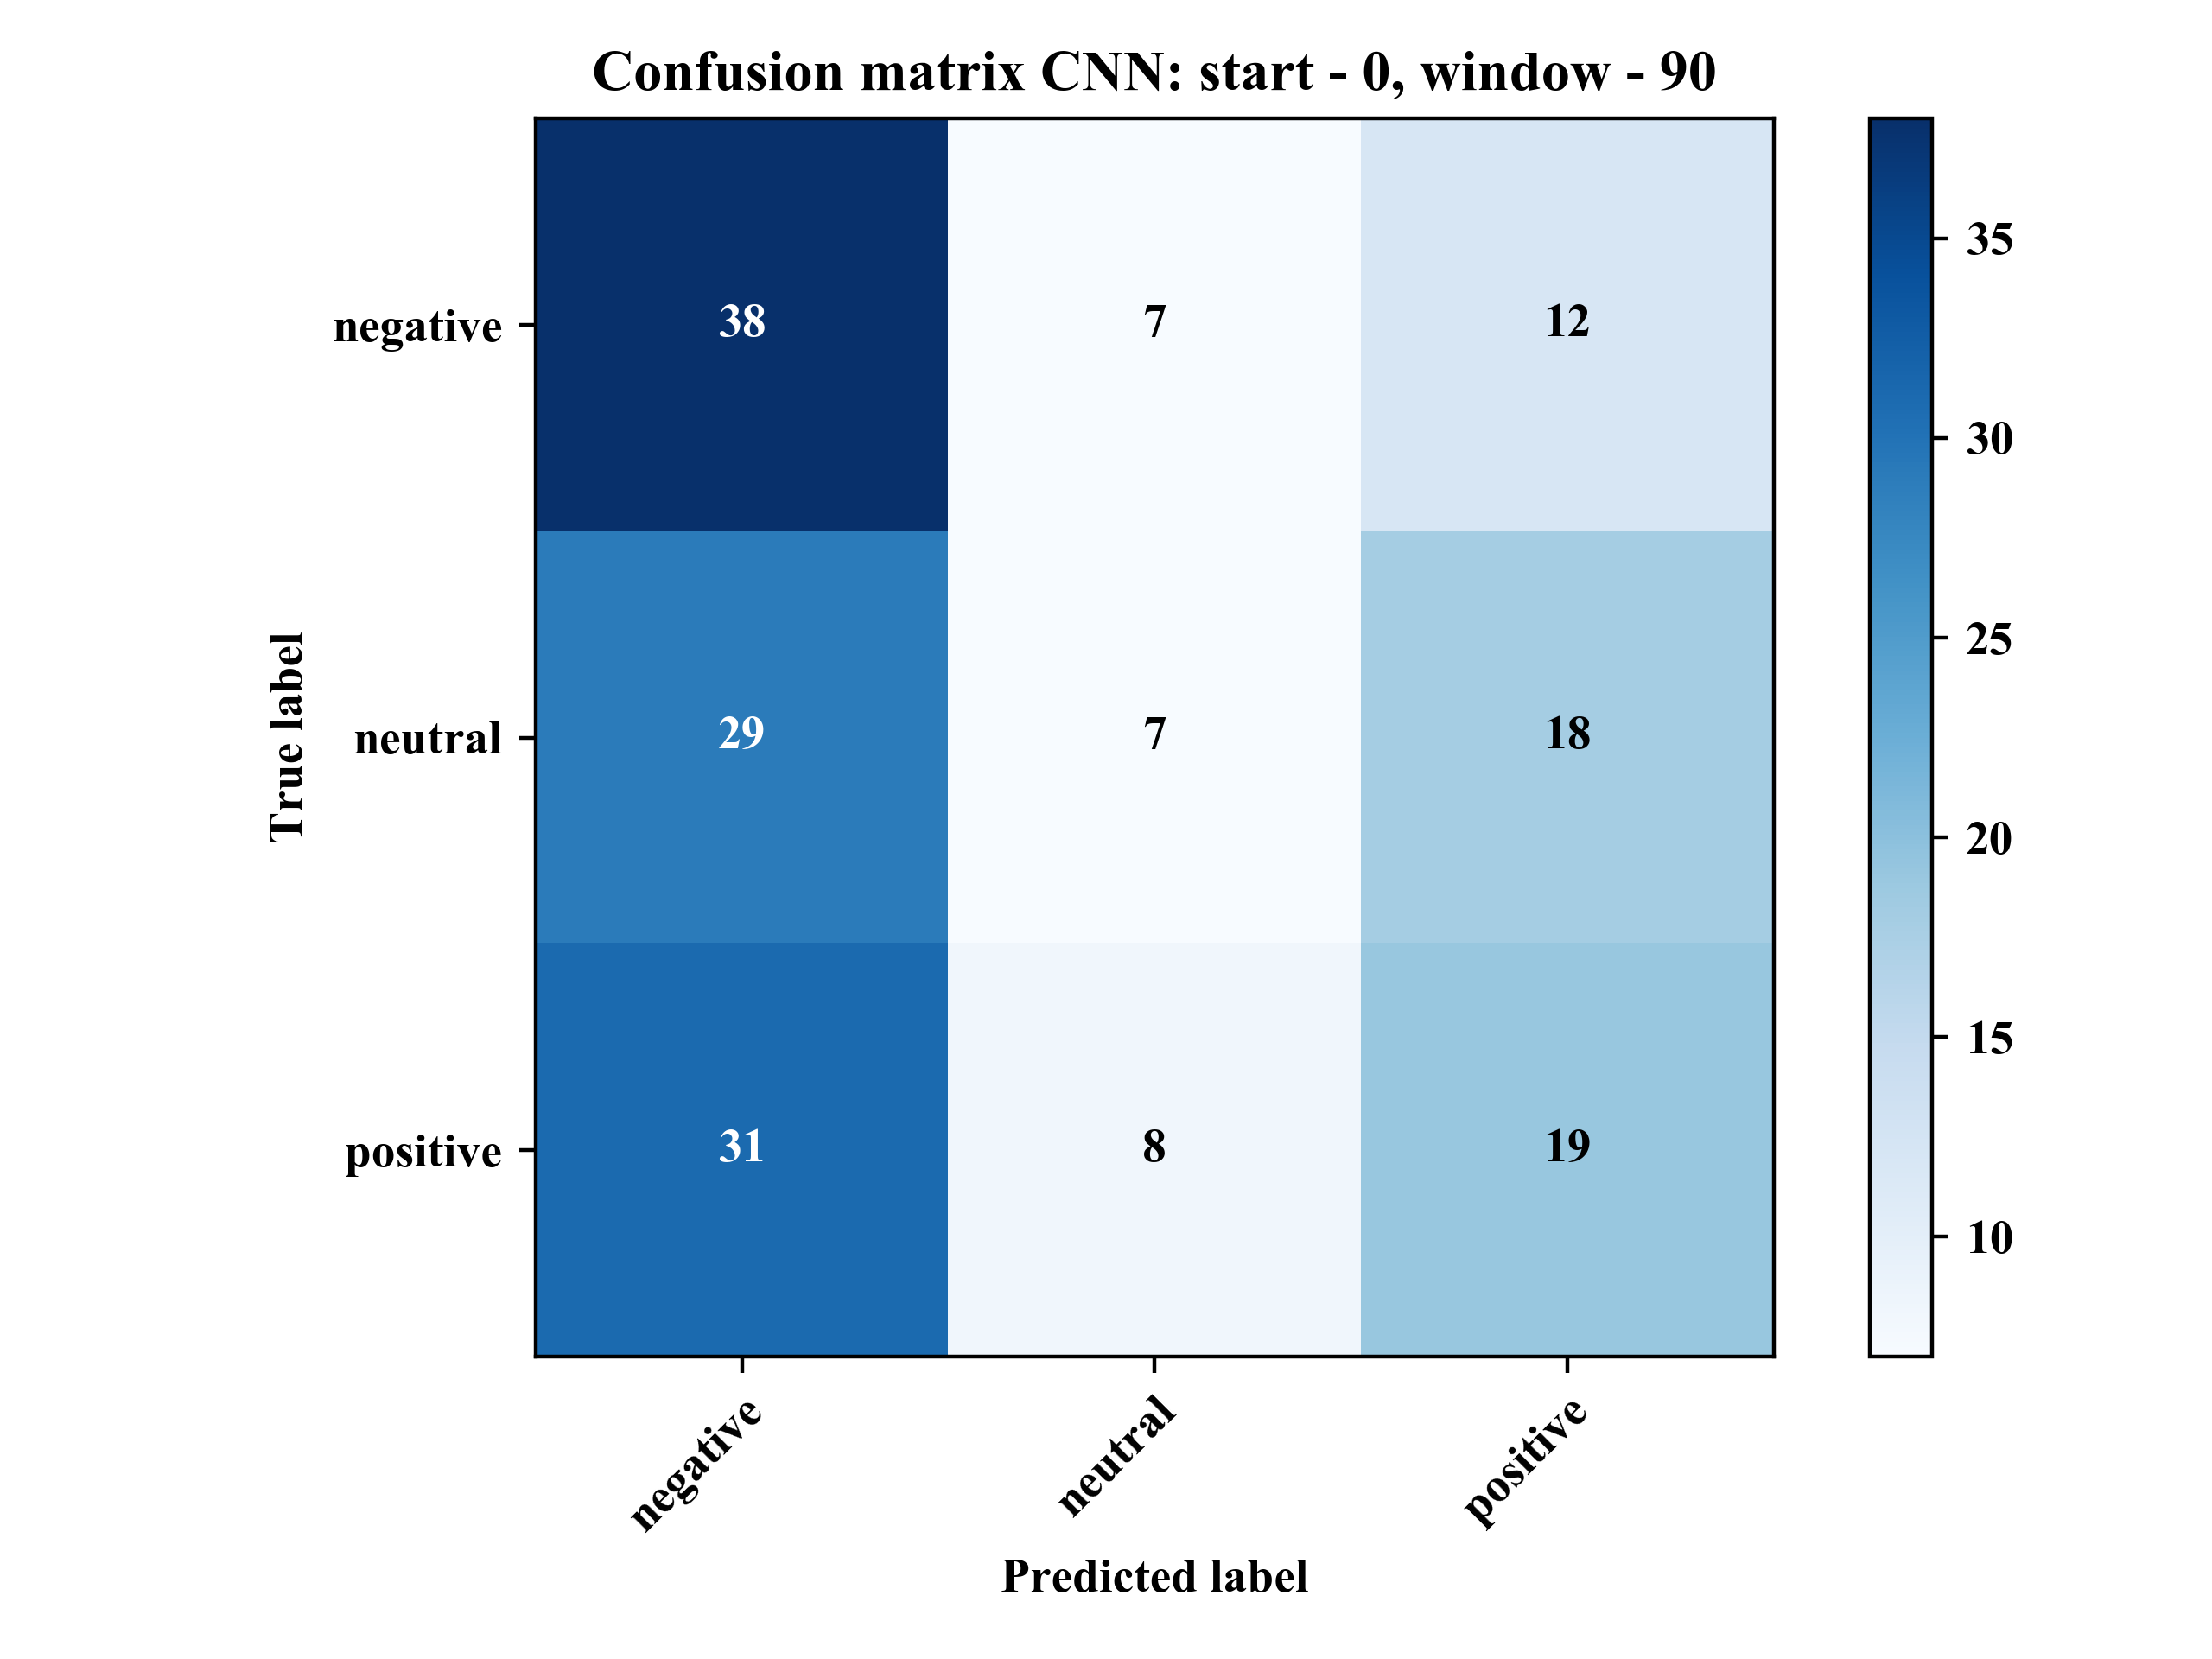 Confusion matrix CNN: start - 0, window - 90
True label
negative
38 7 12
neutral
29 7 18
positive
31 8 19
negative
neutral
positive
Predicted label
35
30
25
20
15
10